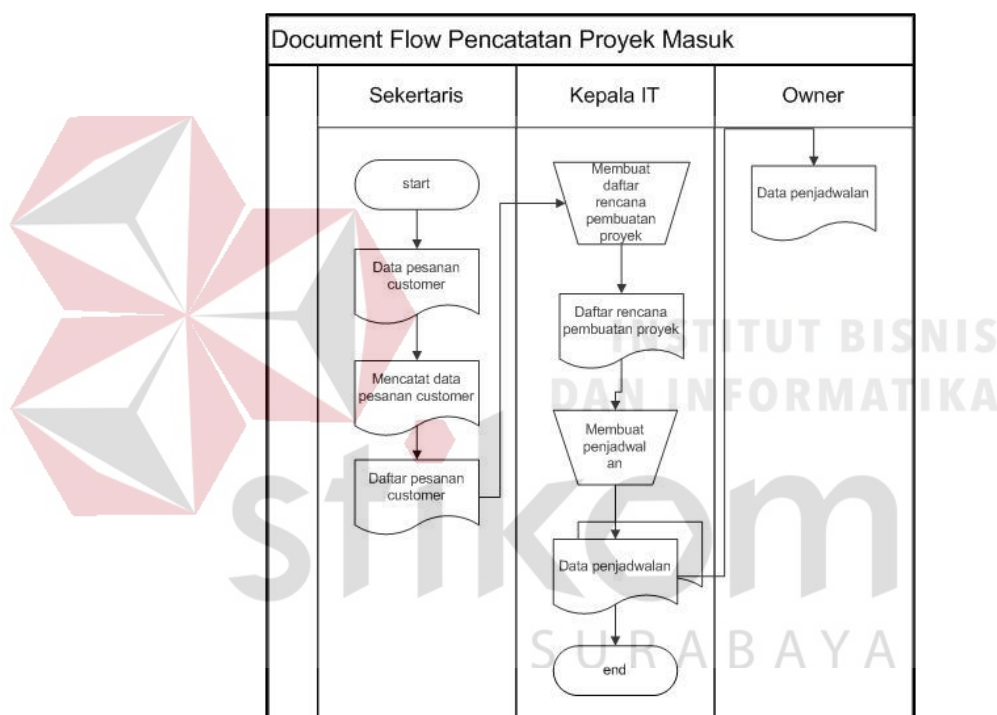 Document Flow Pencatatan Proyek Masuk
Sekertaris
Kepala IT
Owner
start
Data pesanan
customer
Mencatat data
pesanan customer
Daftar pesanan
customer
Membuat
daftar
rencana
pembuatan
proyek
Daftar rencana
pembuatan proyek
Membuat
penjadwal
an
Data penjadwalan
end
Data penjadwalan
INSTITUT BISNIS
DAN INFORMATIKA
stikom
SURABAYA